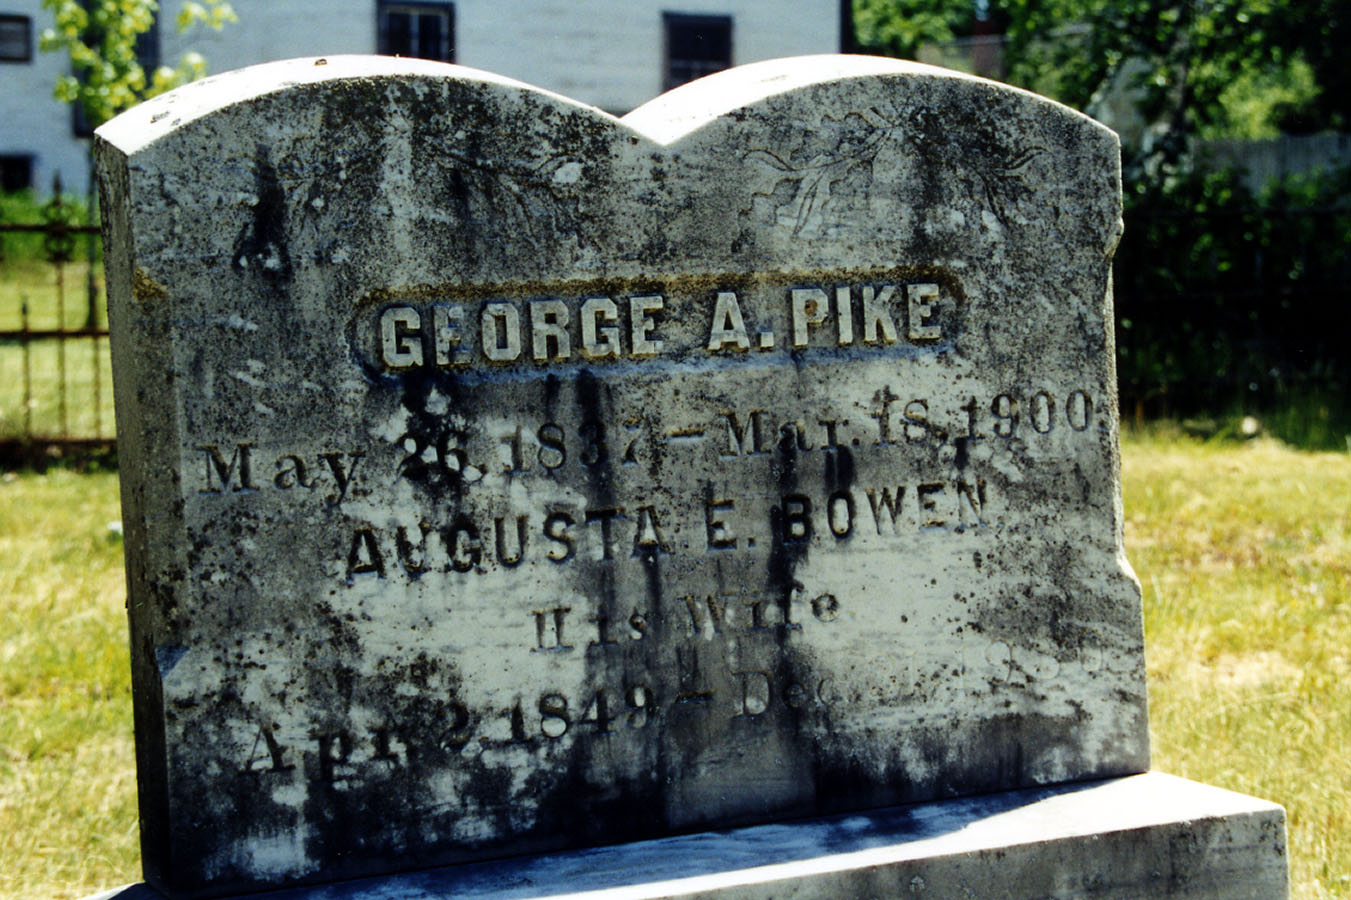 GEORGE A. PIKE
May 26, 1837 – Mar. 18, 1900
AUGUSTA E. BOWEN
His Wife
Apr. 2, 1849 – Dec.